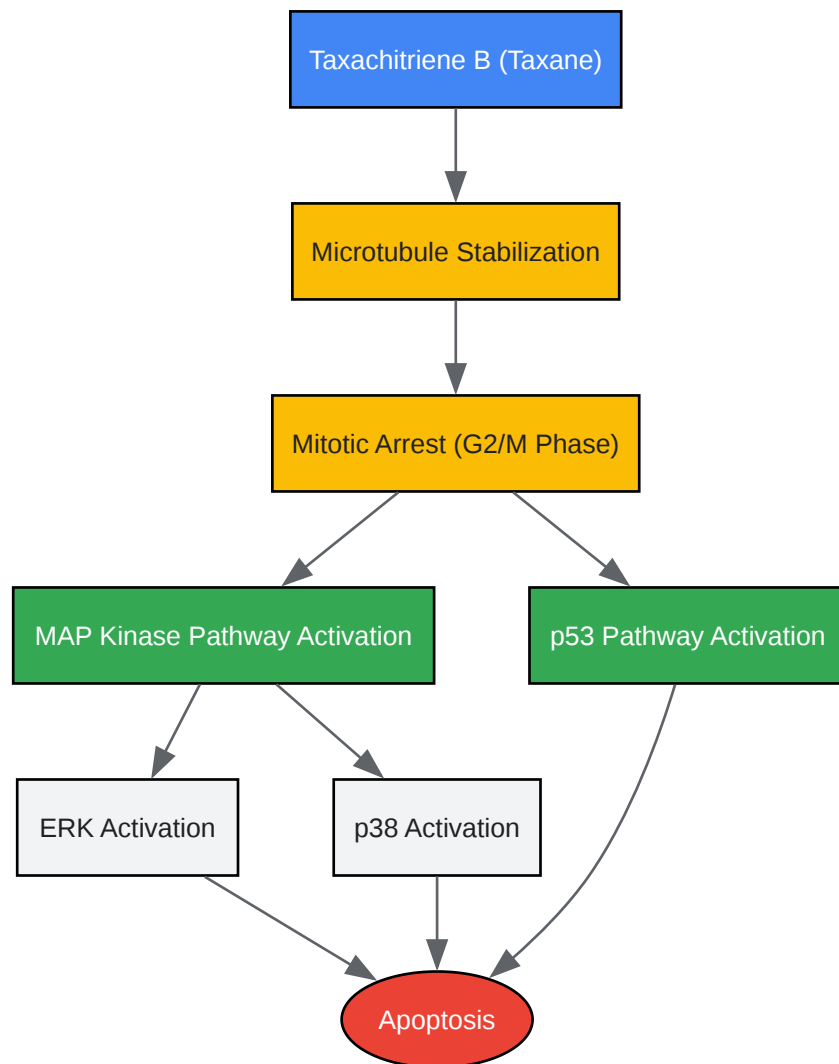 Taxachitriene B (Taxane)
Microtubule Stabilization
Mitotic Arrest (G2/M Phase)
MAP Kinase Pathway Activation
p53 Pathway Activation
ERK Activation
p38 Activation
Apoptosis